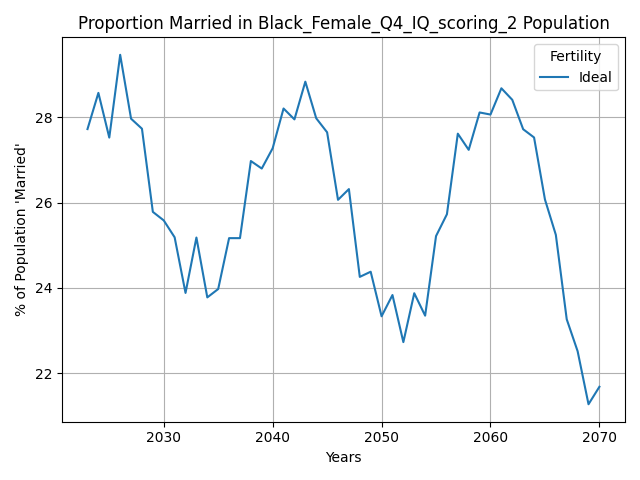 Proportion Married in Black_Female_Q4_IQ_scoring_2 Population
Fertility
Ideal
% of Population 'Married'
28
26
24
22
2030 2040 2050 2060 2070
Years